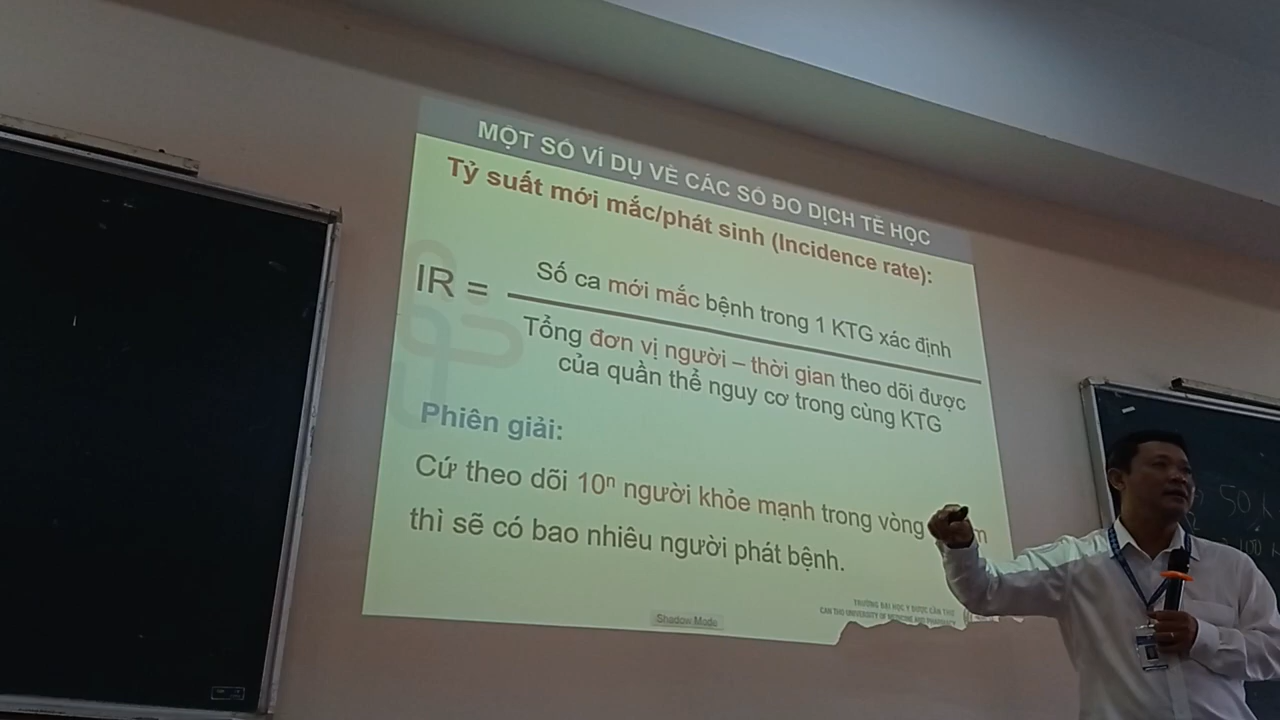 MỘT SỐ VÍ DỤ VỀ CÁC SỐ ĐO DỊCH TỄ HỌC
Tỷ suất mới mắc/phát sinh (Incidence rate):
IR =
Số ca mới mắc bệnh trong 1 KTG xác định
Tổng đơn vị người – thời gian theo dõi được
của quần thể nguy cơ trong cùng KTG
Phiên giải:
Cứ theo dõi 10ⁿ người khỏe mạnh trong vòng
thì sẽ có bao nhiêu người phát bệnh.
TRƯỜNG ĐẠI HỌC Y DƯỢC CẦN THƠ
CAN THO UNIVERSITY OF MEDICINE AND PHARMACY
Shadow Mode
50